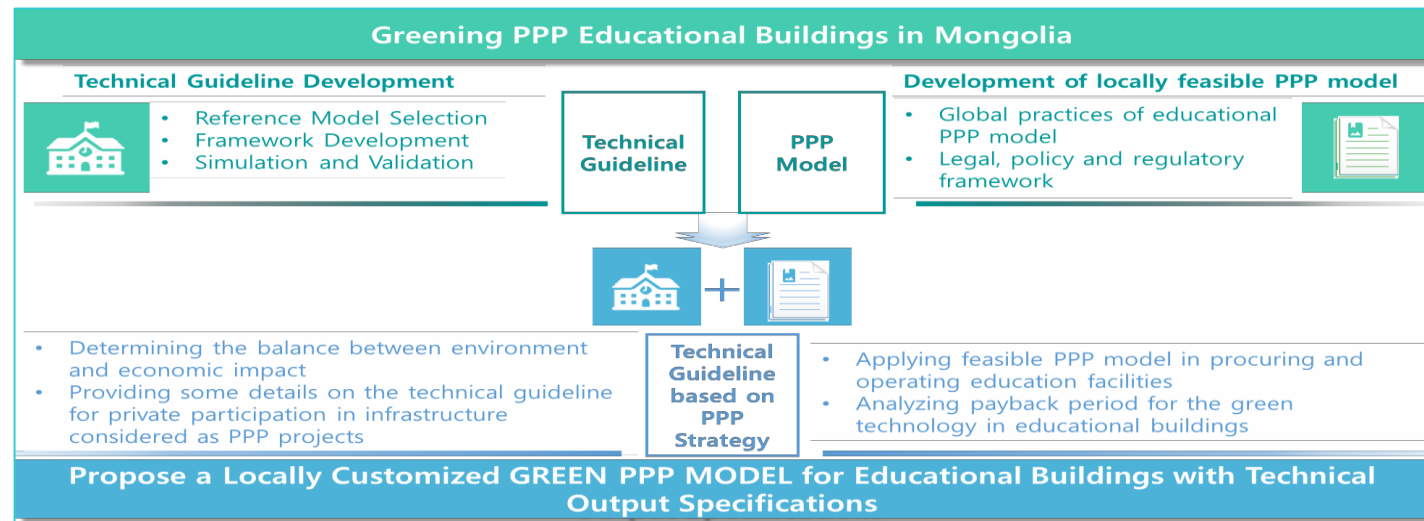 Greening PPP Educational Buildings in Mongolia
Technical Guideline Development
• Reference Model Selection
• Framework Development
• Simulation and Validation
Technical
Guideline
PPP
Model
Development of locally feasible PPP model
• Global practices of educational
PPP model
• Legal, policy and regulatory
framework
• Determining the balance between environment
and economic impact
• Providing some details on the technical guideline
for private participation in infrastructure
considered as PPP projects
Technical
Guideline
based on
PPP
Strategy
• Applying feasible PPP model in procuring and
operating education facilities
• Analyzing payback period for the green
technology in educational buildings
Propose a Locally Customized GREEN PPP MODEL for Educational Buildings with Technical
Output Specifications